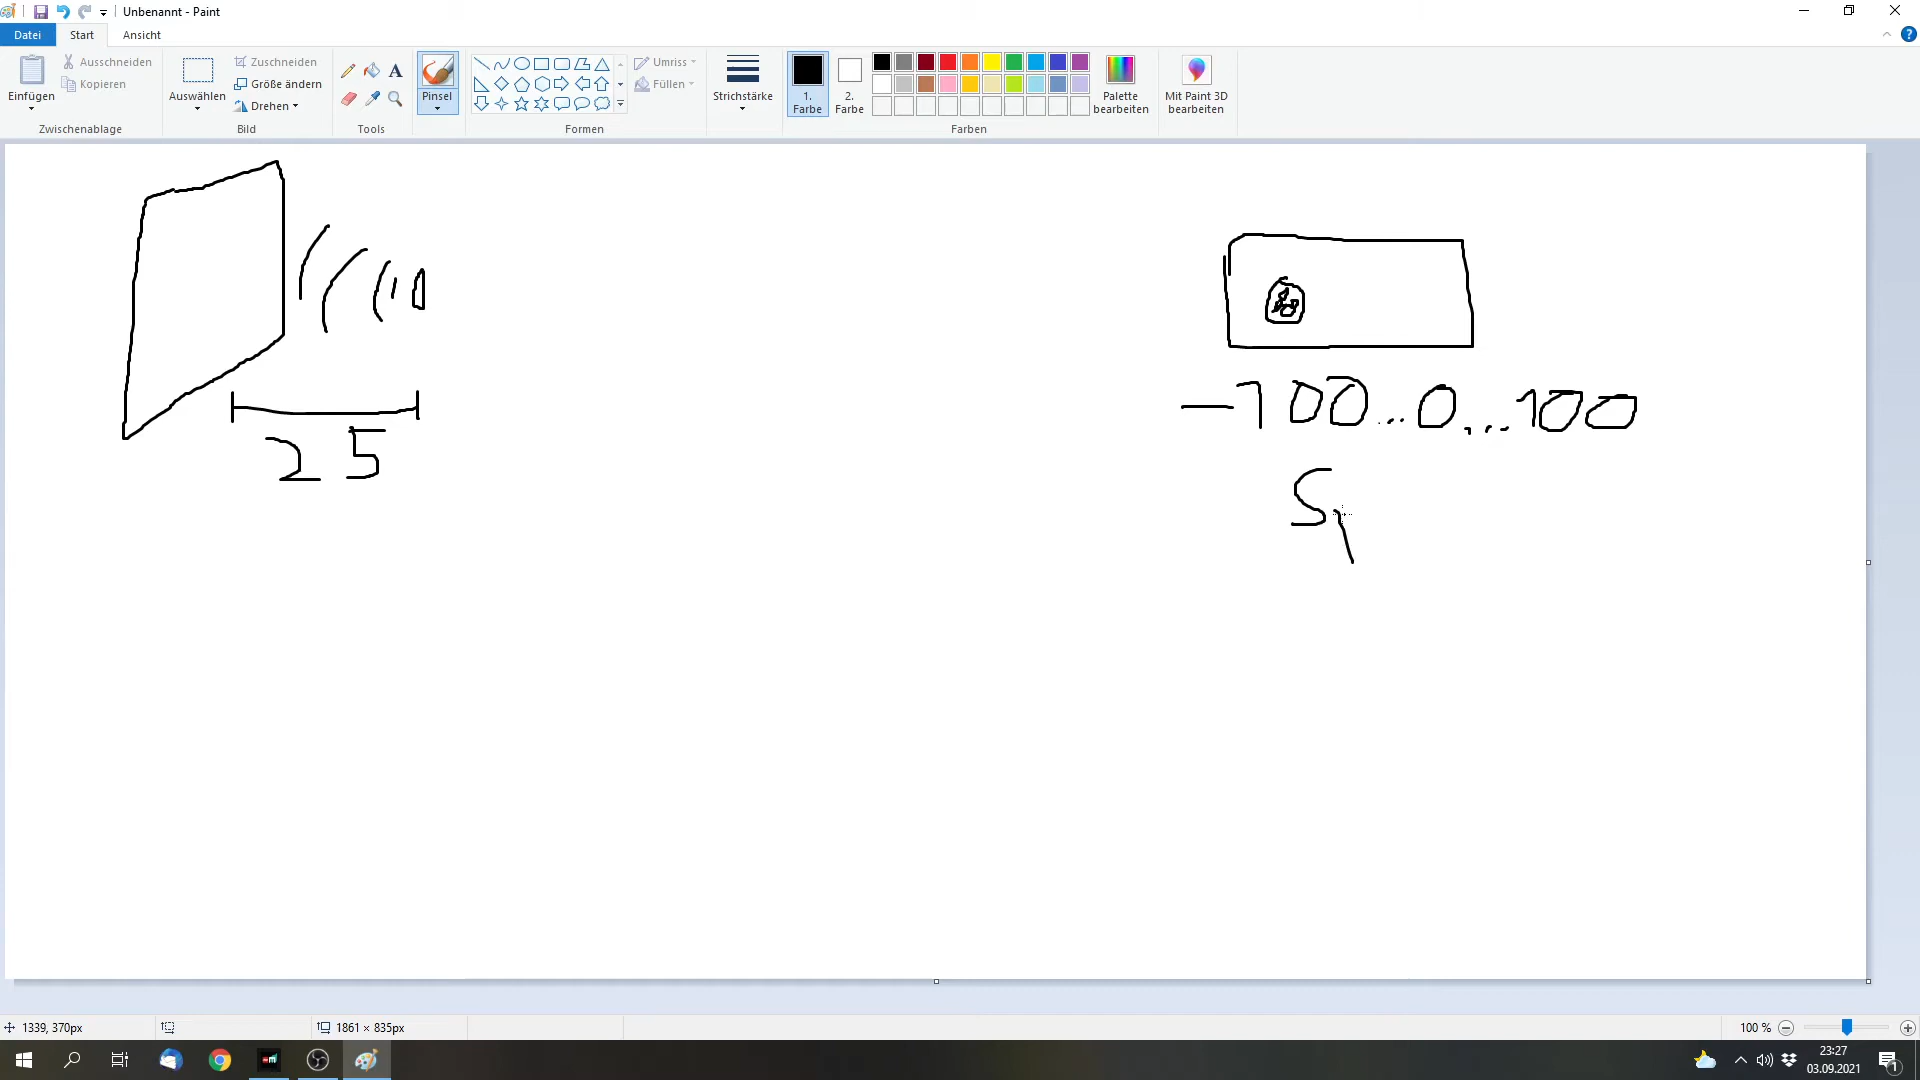 Unbenannt - Paint
Datei
Start
Ansicht
Einfügen
Ausschneiden
Kopieren
Zwischenablage
Auswählen
Zuschneiden
Größe ändern
Drehen
Bild
A
Tools
Pinsel
Formen
Umriss
Füllen
Strichstärke
1.
Farbe
2.
Farbe
Farben
Palette
bearbeiten
Mit Paint 3D
bearbeiten
?
25
-100...0...100
1339, 370px
1861 × 835px
100 %
23:27
03.09.2021
1